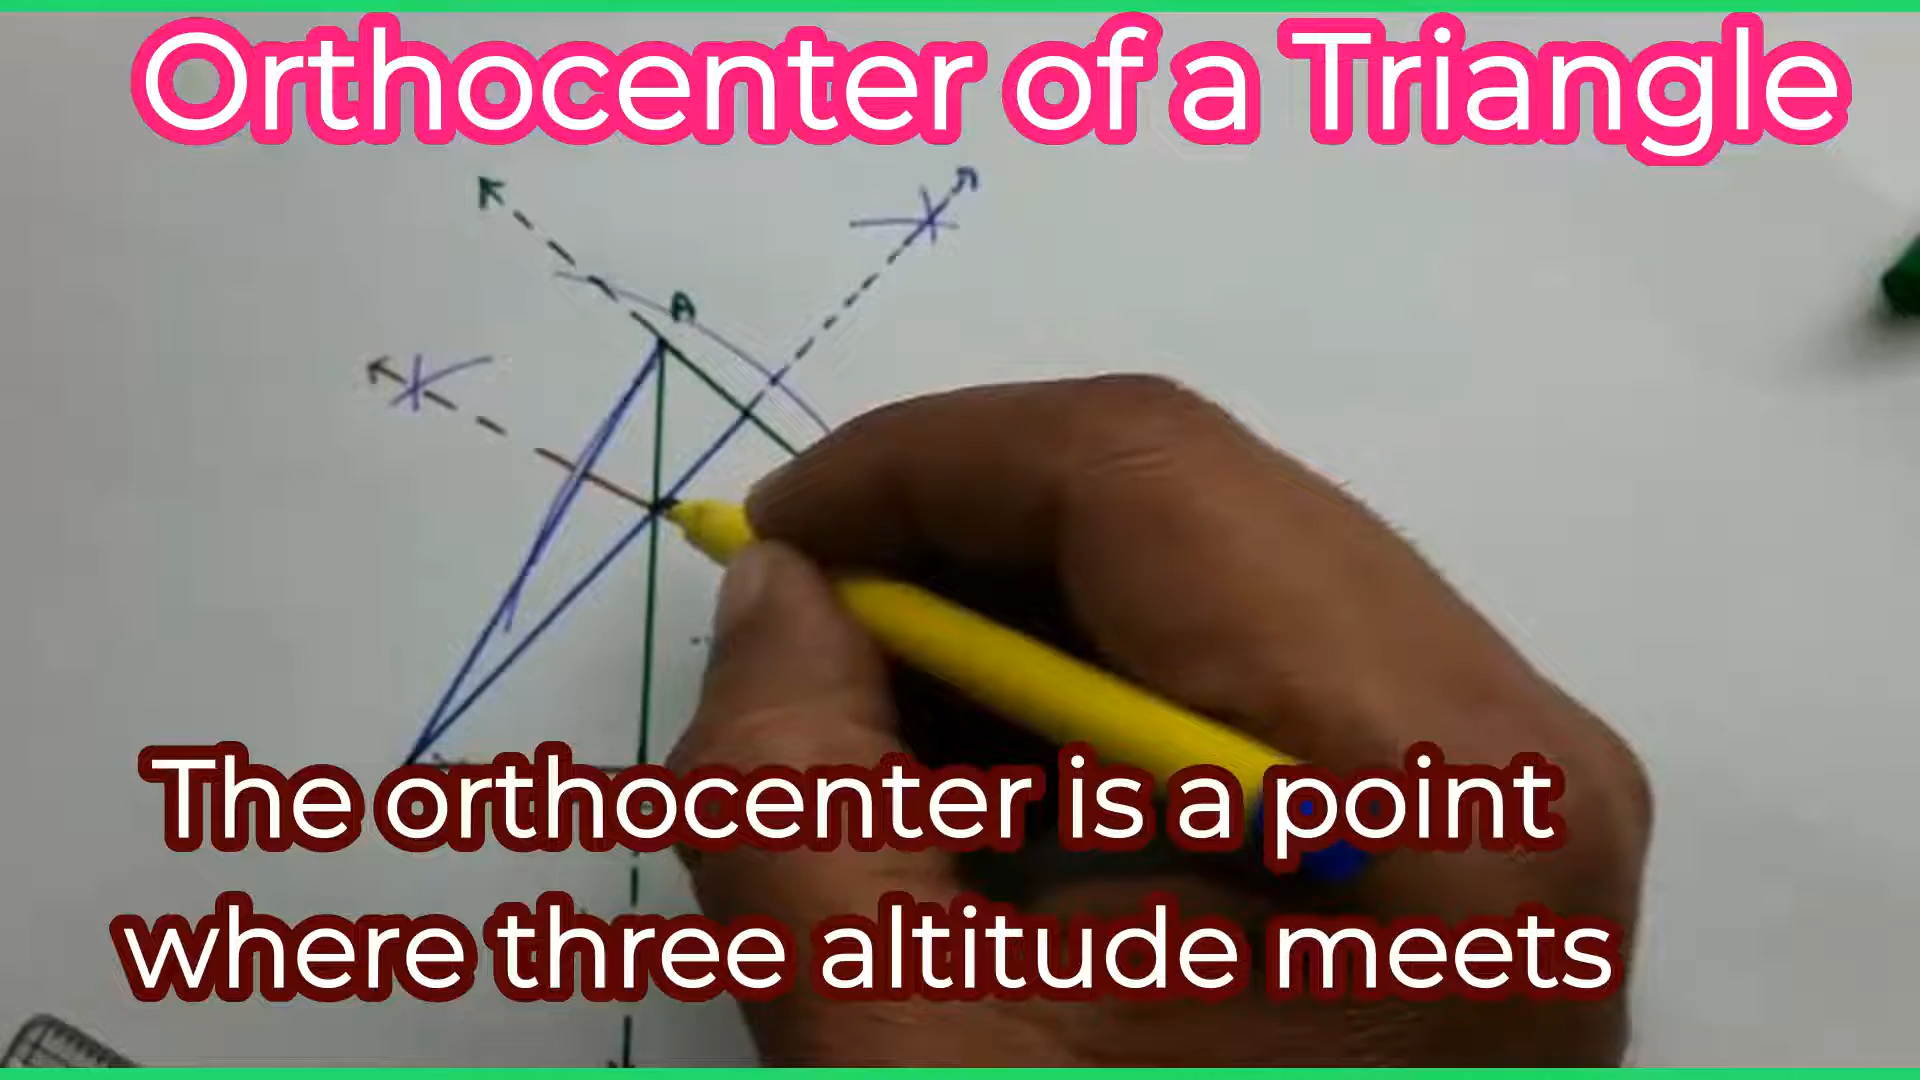 Orthocenter of a Triangle
A
The orthocenter is a point
where three altitude meets